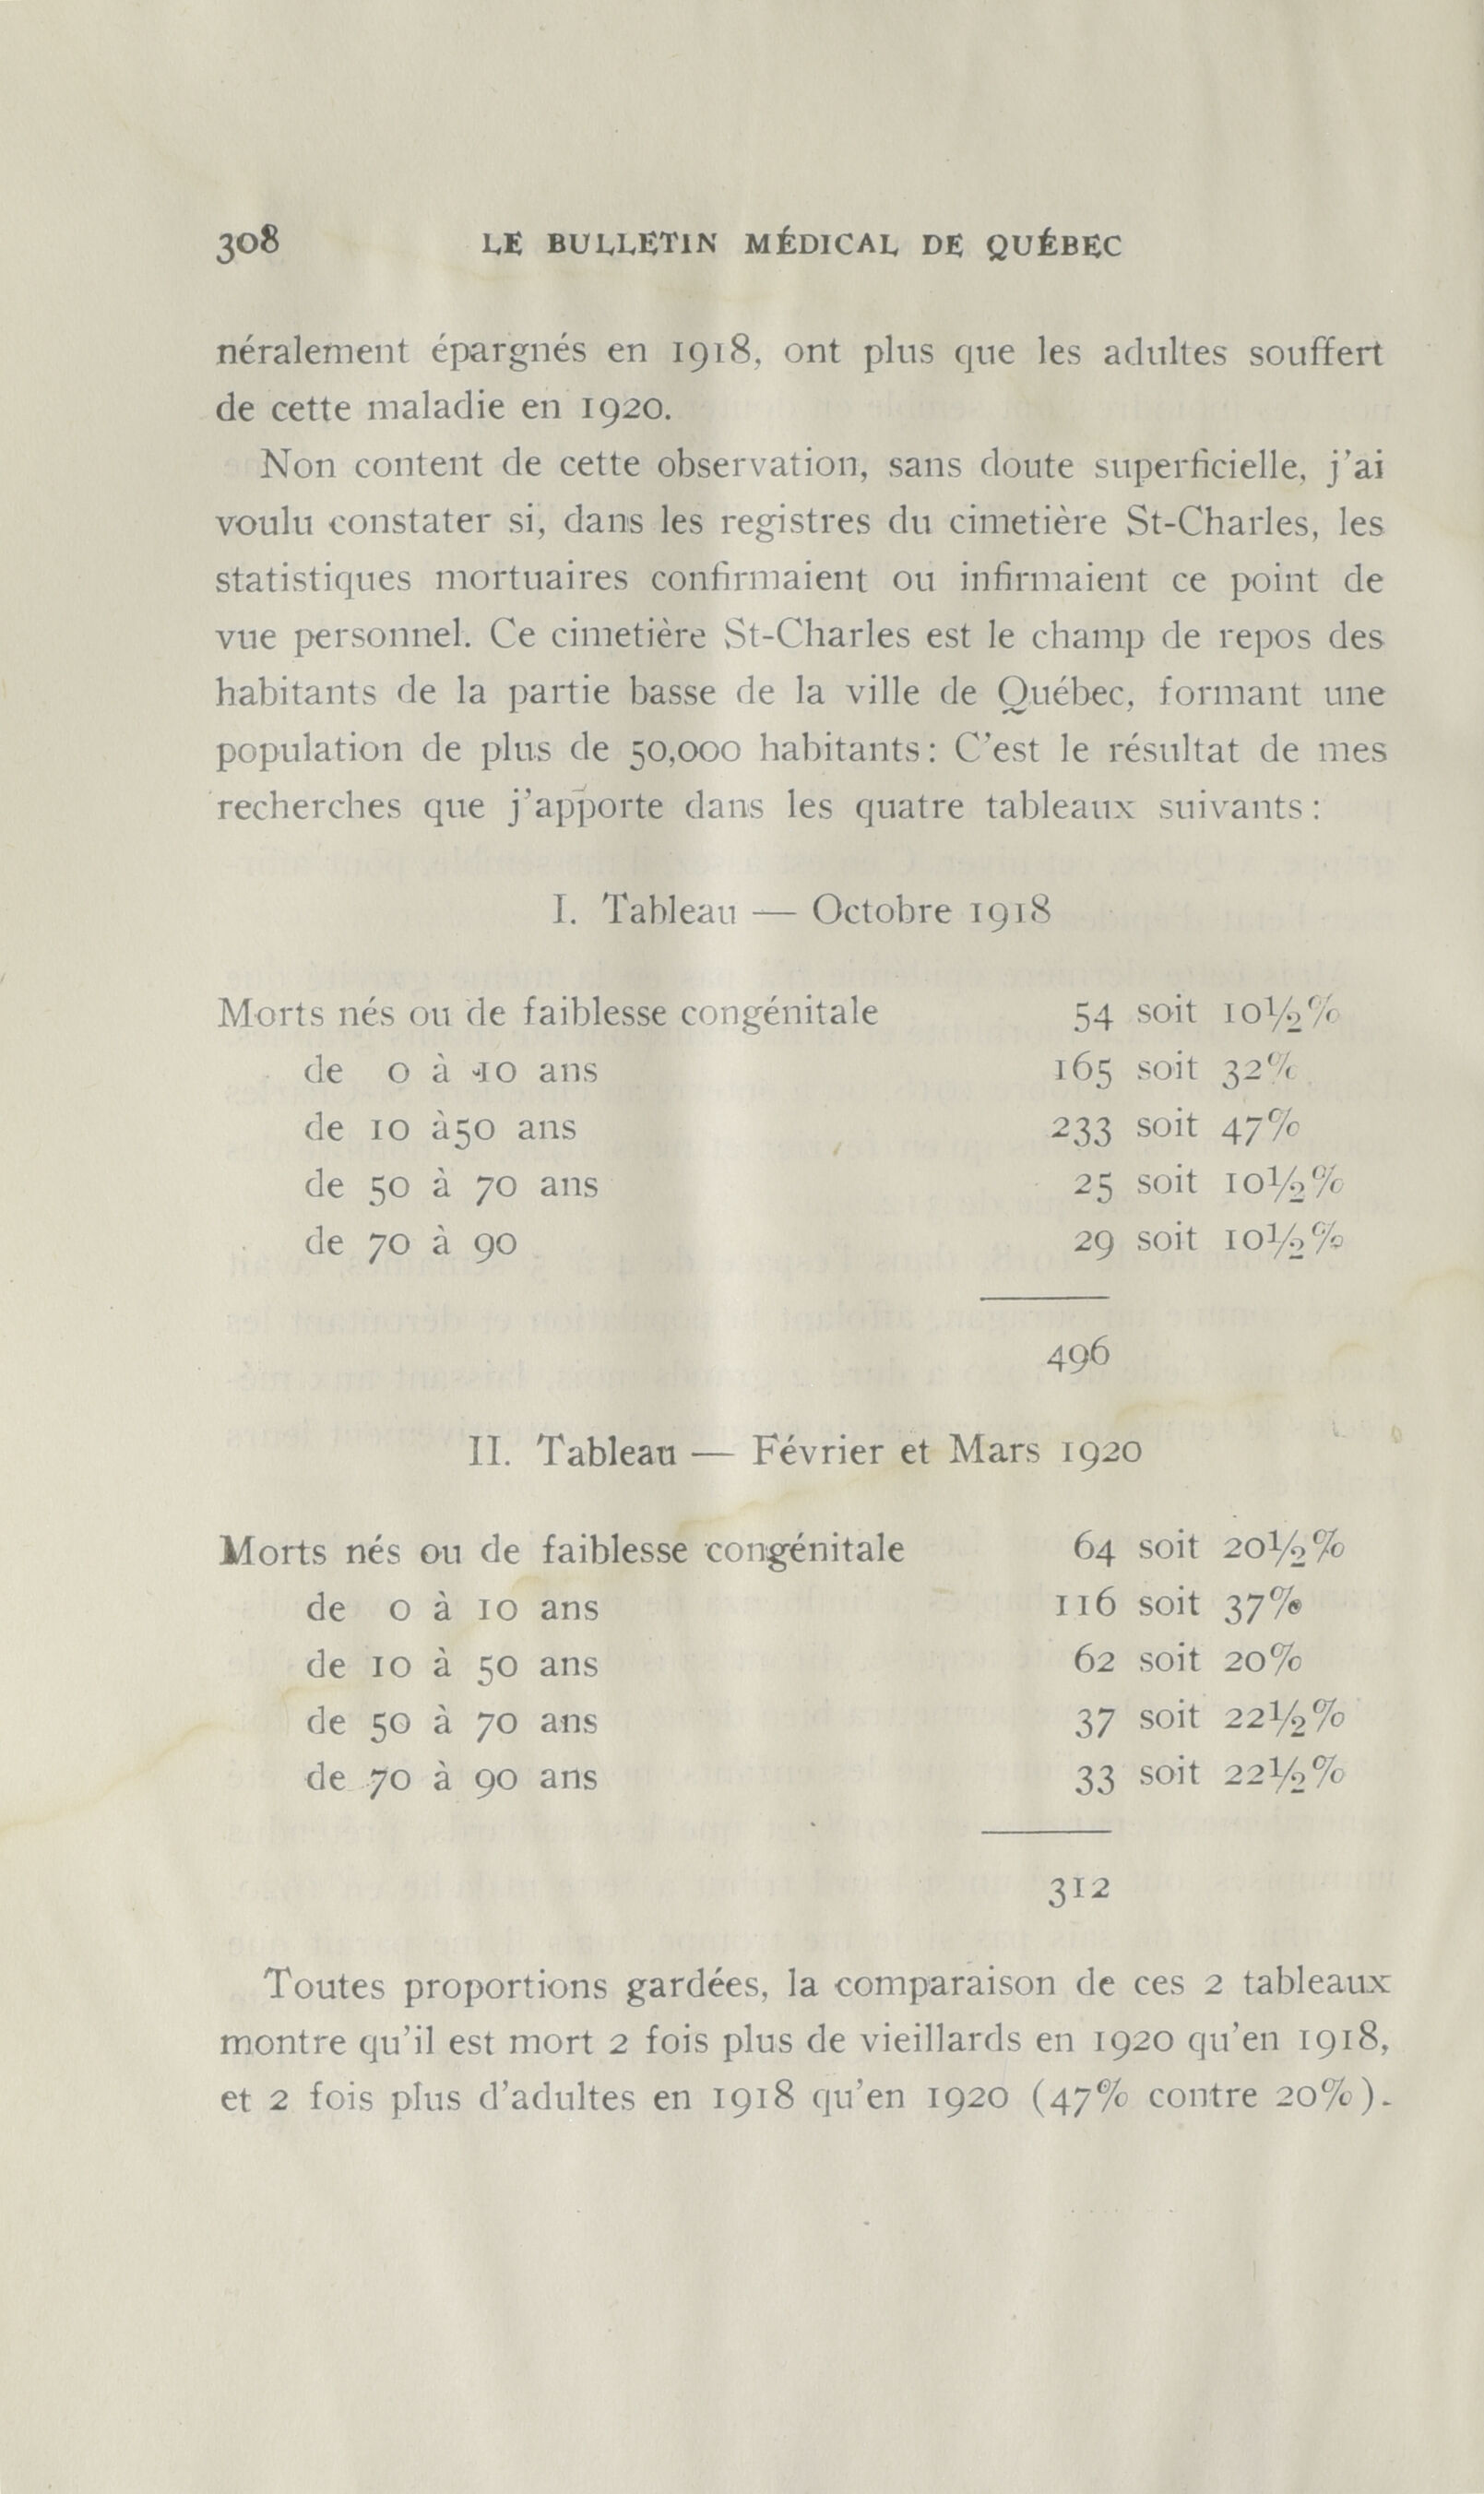 308 LE BULLETIN MÉDICAL DE QUÉBEC
néralement épargnés en 1918, ont plus que les adultes souffert
de cette maladie en 1920.
Non content de cette observation, sans doute superficielle, j'ai
voulu constater si, dans les registres du cimetière St-Charles, les
statistiques mortuaires confirmaient ou infirmaient ce point de
vue personnel. Ce cimetière St-Charles est le champ de repos des
habitants de la partie basse de la ville de Québec, formant une
population de plus de 50,000 habitants: C'est le résultat de mes
recherches que j'apporte dans les quatre tableaux suivants:
I. Tableau — Octobre 1918
Morts nés ou de faiblesse congénitale 54 soit 10½%
de 0 à 10 ans 165 soit 32%
de 10 à50 ans 233 soit 47%
de 50 à 70 ans 25 soit 10½%
de 70 à 90 29 soit 10½%
496
II. Tableau — Février et Mars 1920
Morts nés ou de faiblesse congénitale 64 soit 20½%
de 0 à 10 ans 116 soit 37%
de 10 à 50 ans 62 soit 20%
de 50 à 70 ans 37 soit 22½%
de 70 à 90 ans 33 soit 22½%
312
Toutes proportions gardées, la comparaison de ces 2 tableaux
montre qu'il est mort 2 fois plus de vieillards en 1920 qu'en 1918,
et 2 fois plus d'adultes en 1918 qu'en 1920 (47% contre 20%).